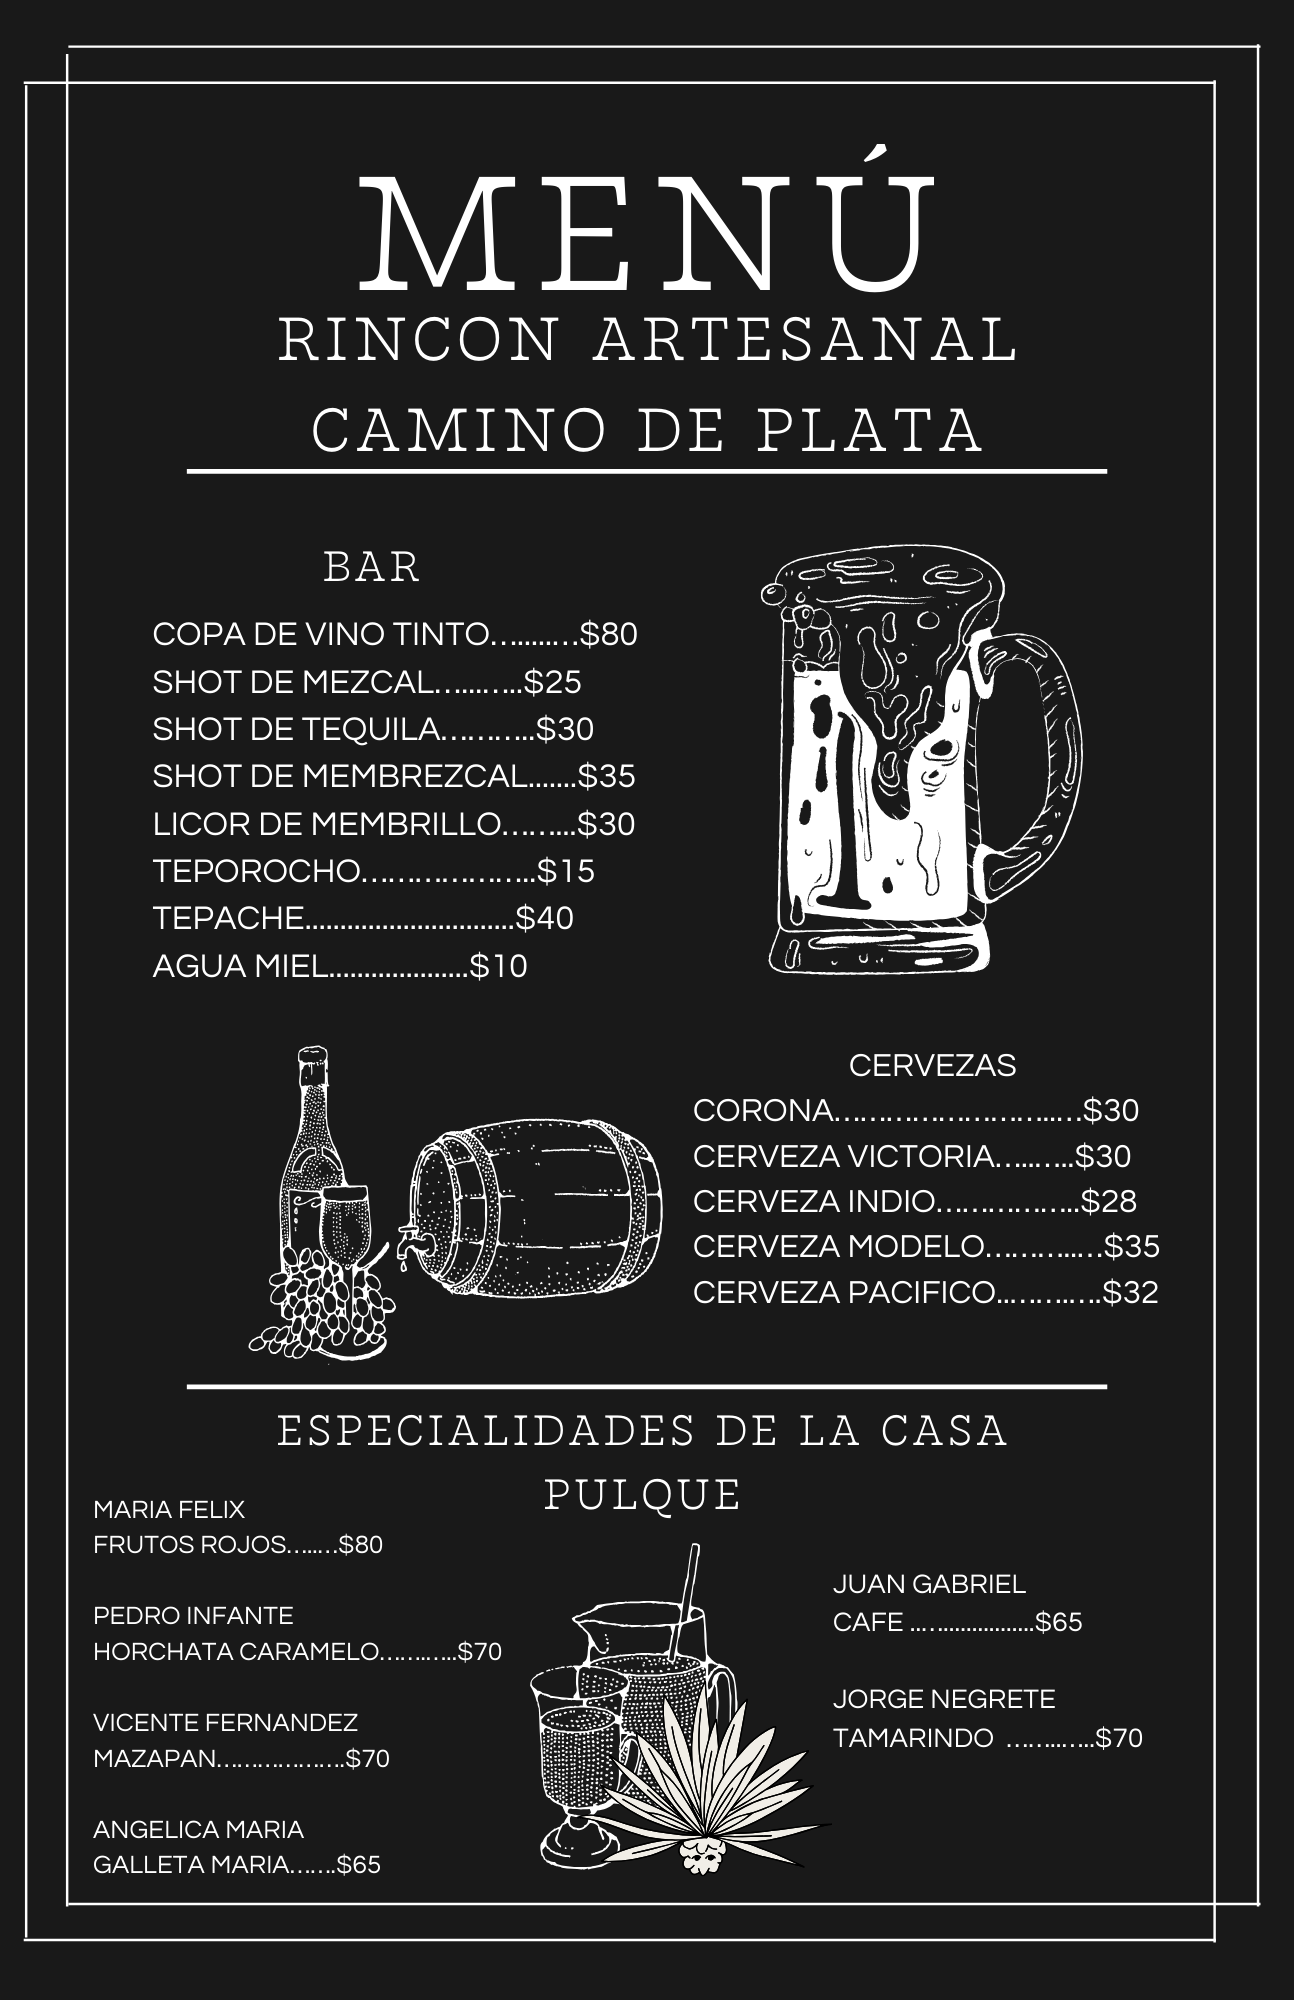 MENÚ
RINCON ARTESANAL
CAMINO DE PLATA
BAR
COPA DE VINO TINTO...........$80
SHOT DE MEZCAL...........$25
SHOT DE TEQUILA...........$30
SHOT DE MEMBREZCAL.......$35
LICOR DE MEMBRILLO.........$30
TEPOROCHO....................$15
TEPACHE..............................$40
AGUA MIEL....................$10
CERVEZAS
CORONA............................$30
CERVEZA VICTORIA.........$30
CERVEZA INDIO.................$28
CERVEZA MODELO..............$35
CERVEZA PACIFICO............$32
ESPECIALIDADES DE LA CASA
PULQUE
MARIA FELIX
FRUTOS ROJOS........$80
PEDRO INFANTE
HORCHATA CARAMELO...........$70
VICENTE FERNANDEZ
MAZAPAN...................$70
ANGELICA MARIA
GALLETA MARIA.......$65
JUAN GABRIEL
CAFE ....................$65
JORGE NEGRETE
TAMARINDO ............$70